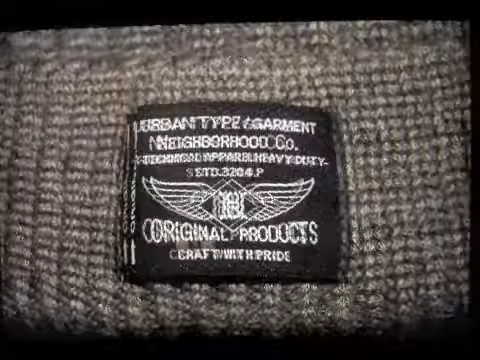 URBAN TYPE/GARMENT
NEIGHBORHOOD Co.
-TECHNICAL APPAREL HEAVY DUTY-
STD.3204.P
ORIGINAL PRODUCTS
CRAFT WITH PRIDE